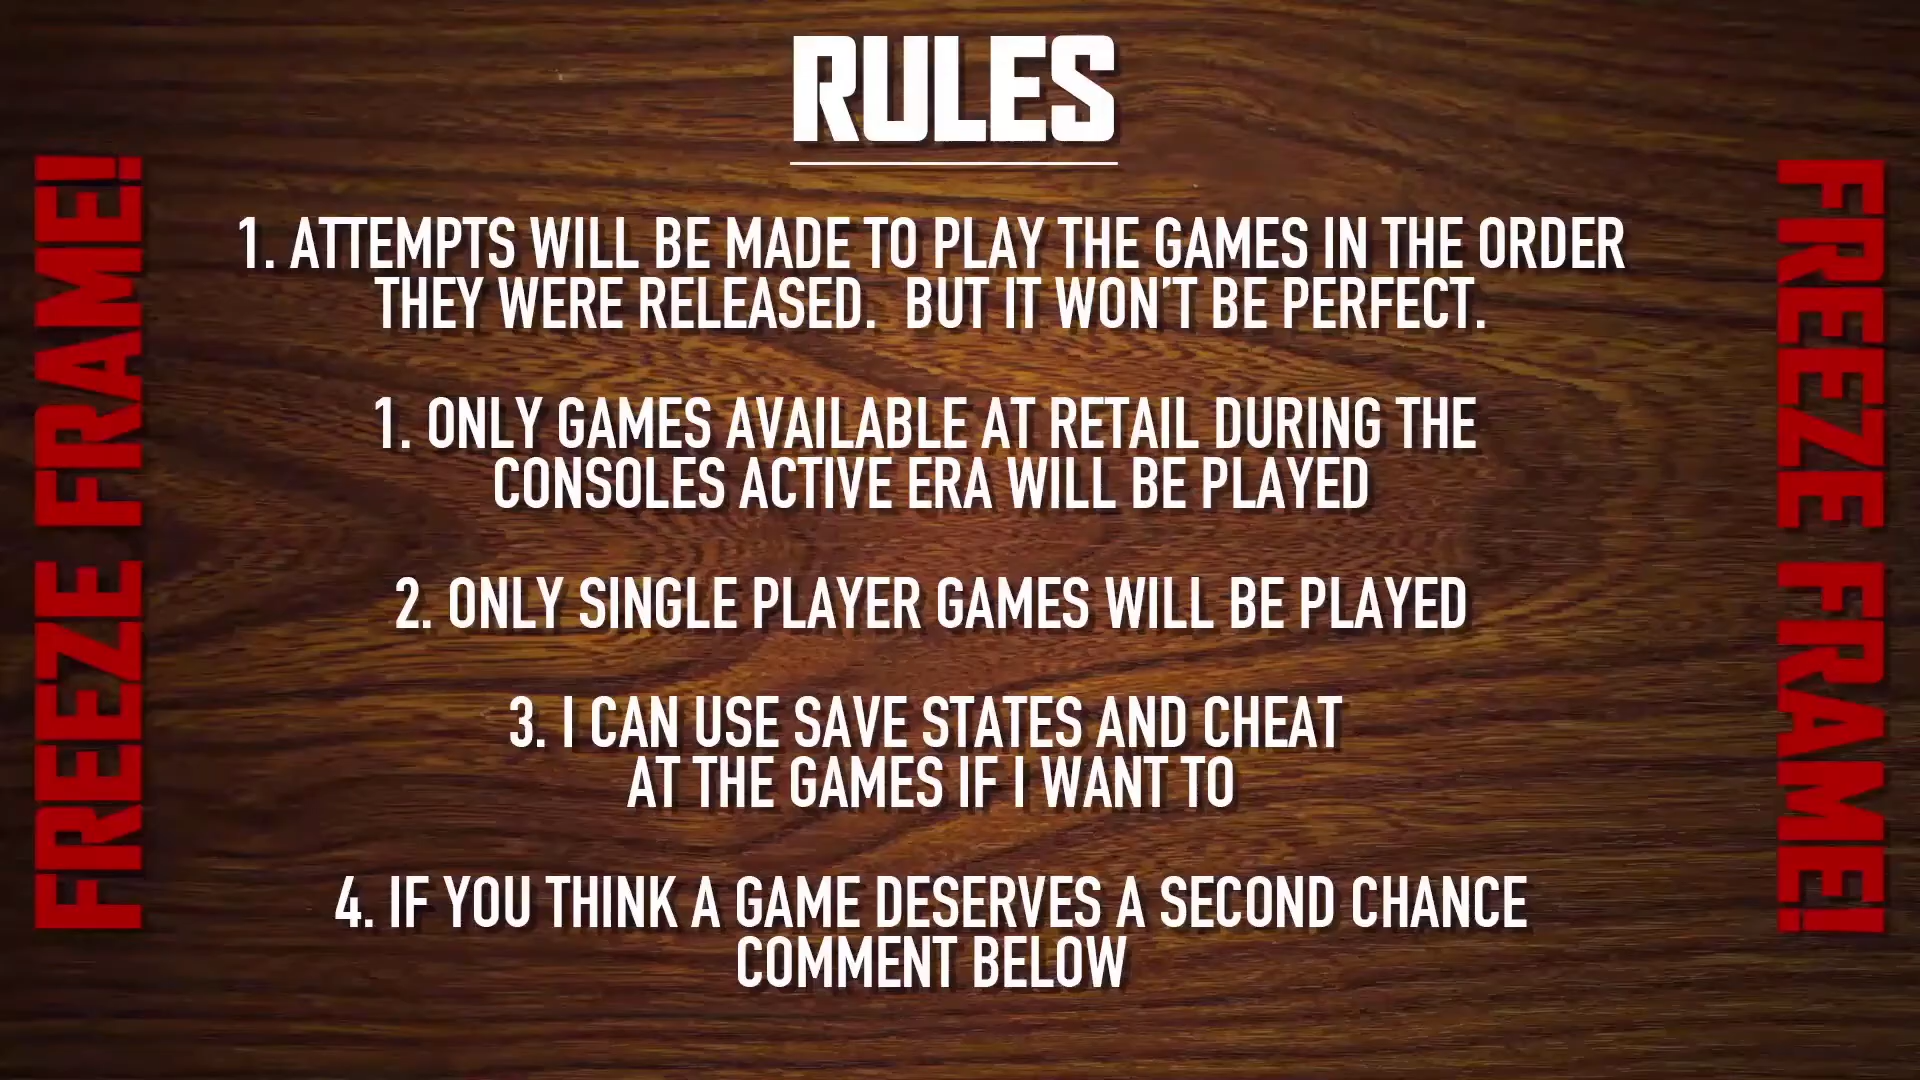 RULES
FREEZE FRAME!
1. ATTEMPTS WILL BE MADE TO PLAY THE GAMES IN THE ORDER
THEY WERE RELEASED.  BUT IT WON'T BE PERFECT.
1. ONLY GAMES AVAILABLE AT RETAIL DURING THE
CONSOLES ACTIVE ERA WILL BE PLAYED
2. ONLY SINGLE PLAYER GAMES WILL BE PLAYED
3. I CAN USE SAVE STATES AND CHEAT
AT THE GAMES IF I WANT TO
4. IF YOU THINK A GAME DESERVES A SECOND CHANCE
COMMENT BELOW
FREEZE FRAME!